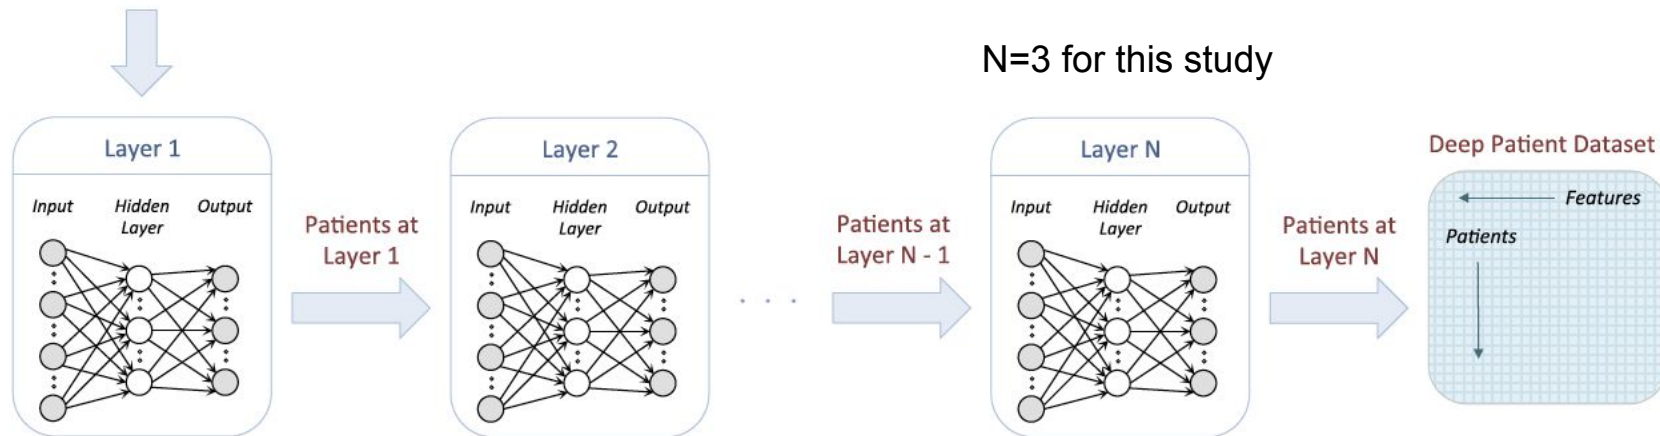 N=3 for this study
Layer 1
Input Hidden Output
Layer
Patients at
Layer 1
Layer 2
Input Hidden Output
Layer
. . .
Patients at
Layer N - 1
Layer N
Input Hidden Output
Layer
Patients at
Layer N
Deep Patient Dataset
Features
Patients